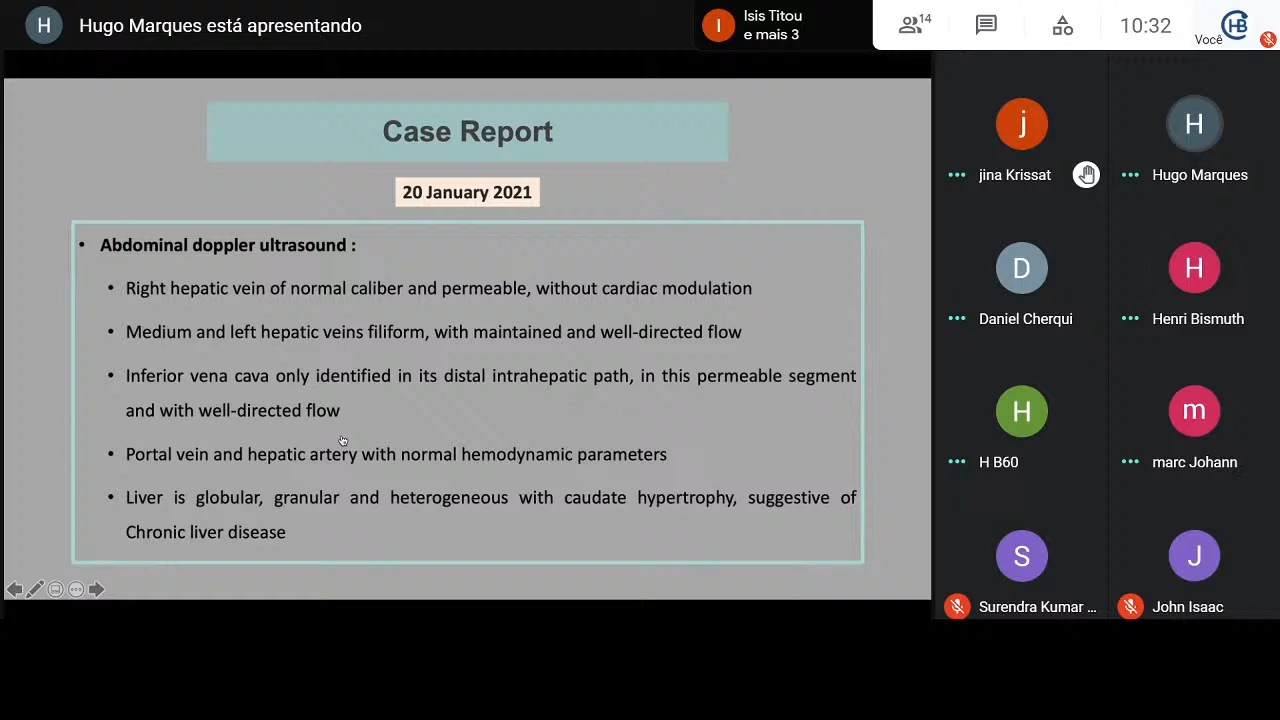 H Hugo Marques está apresentando
I Isis Titou
e mais 3
14
10:32
Você
HB
Case Report
20 January 2021
• Abdominal doppler ultrasound :
• Right hepatic vein of normal caliber and permeable, without cardiac modulation
• Medium and left hepatic veins filiform, with maintained and well-directed flow
• Inferior vena cava only identified in its distal intrahepatic path, in this permeable segment
and with well-directed flow
• Portal vein and hepatic artery with normal hemodynamic parameters
• Liver is globular, granular and heterogeneous with caudate hypertrophy, suggestive of
Chronic liver disease
j
jina Krissat
H
Hugo Marques
D
Daniel Cherqui
H
Henri Bismuth
H
H B60
m
marc Johann
S
Surendra Kumar ...
J
John Isaac